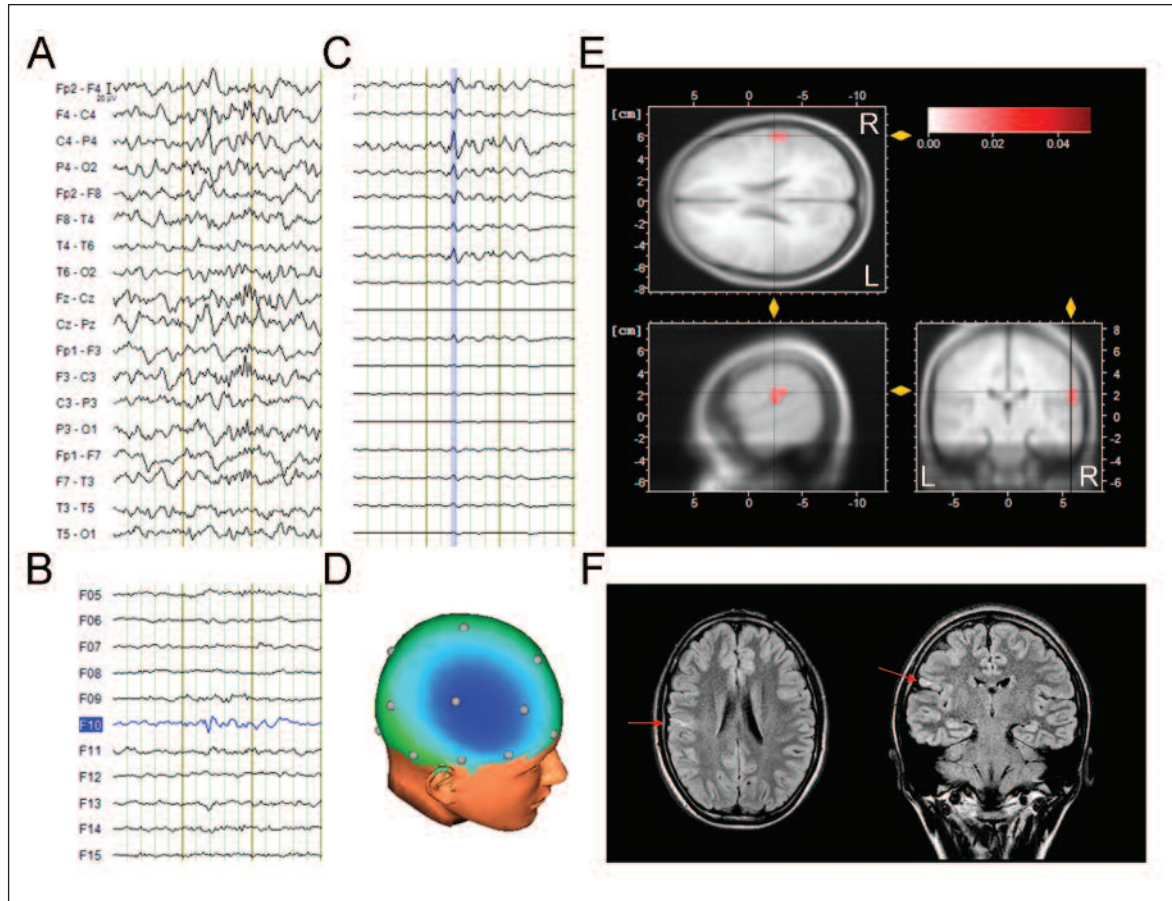 A
Fp2 - F4
20 µV
F4 - C4
C4 - P4
P4 - O2
Fp2 - F8
F8 - T4
T4 - T6
T6 - O2
Fz - Cz
Cz - Pz
Fp1 - F3
F3 - C3
C3 - P3
P3 - O1
Fp1 - F7
F7 - T3
T3 - T5
T5 - O1
B
F05
F06
F07
F08
F09
F10
F11
F12
F13
F14
F15
C
D
E
5 0 -5 -10
[cm]
R
6
4
2
0
-2
-4
-6
-8
L
0.00 0.02 0.04
[cm]
6
4
2
0
-2
-4
-6
5 0 -5 -10
8
6
4
2
0
-2
-4
-6
L R
-5 0 5
F